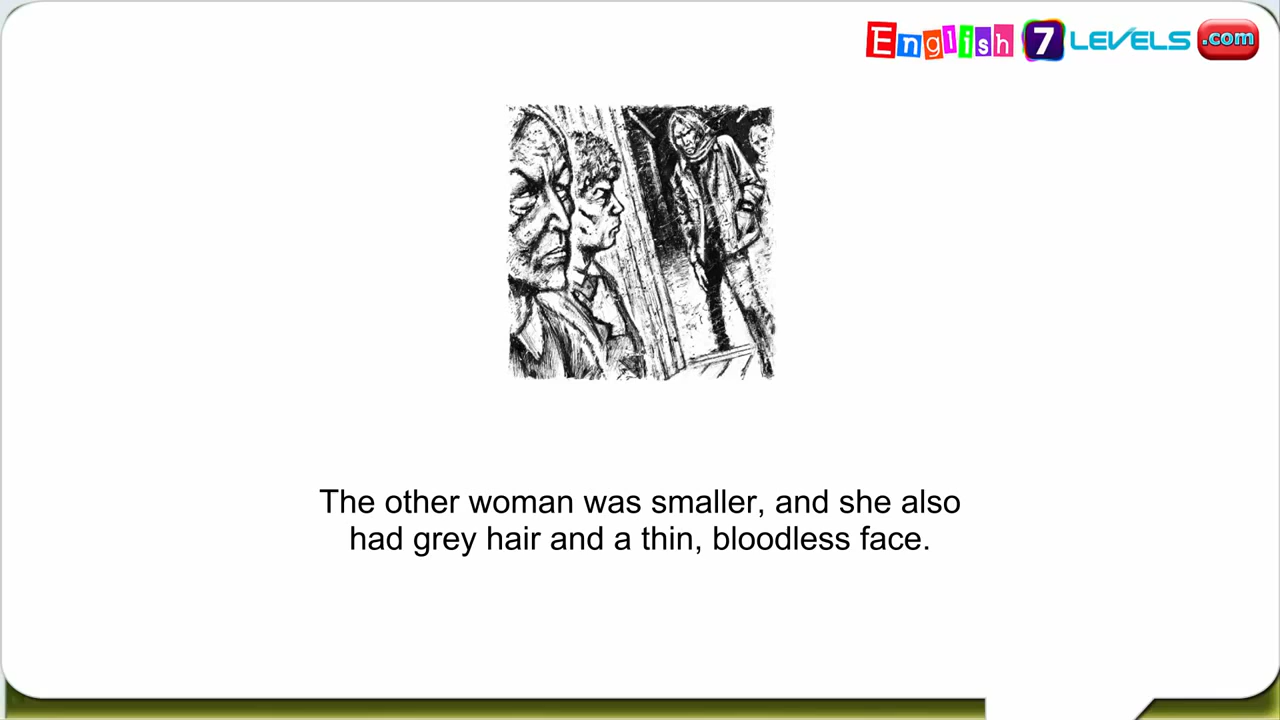 English 7 LEVELS .com
The other woman was smaller, and she also
had grey hair and a thin, bloodless face.